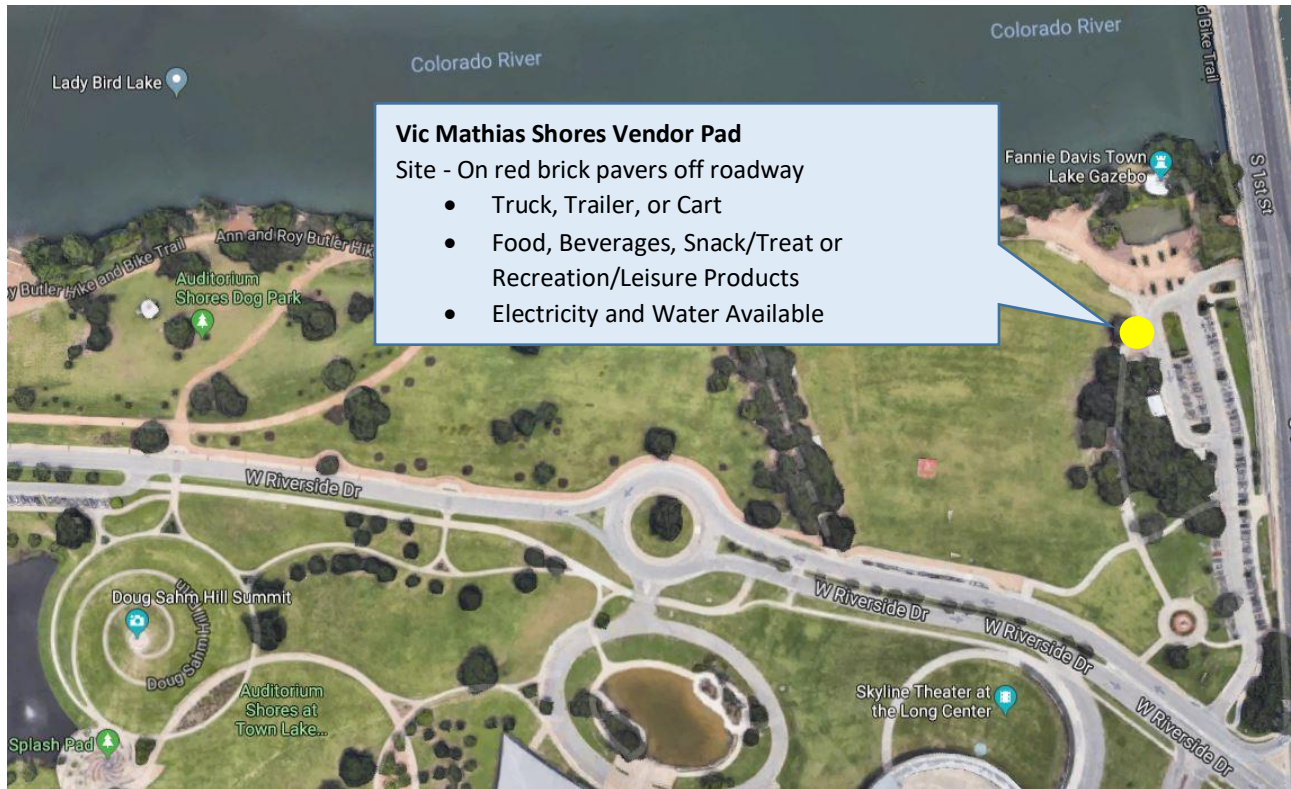 Colorado River
Colorado River
d Bike Trail
Lady Bird Lake
Vic Mathias Shores Vendor Pad
Site - On red brick pavers off roadway
• Truck, Trailer, or Cart
• Food, Beverages, Snack/Treat or
Recreation/Leisure Products
• Electricity and Water Available
Fannie Davis Town
Lake Gazebo
S 1st St
y Butler Hike and Bike Trail
Ann and Roy Butler Hik
Auditorium
Shores Dog Park
W Riverside Dr
Doug Sahm Hill Summit
Doug Sahm Hill Summit
W Riverside Dr
W Riverside Dr
Auditorium
Shores at
Town Lake...
Skyline Theater at
the Long Center
W Riverside Dr
Splash Pad